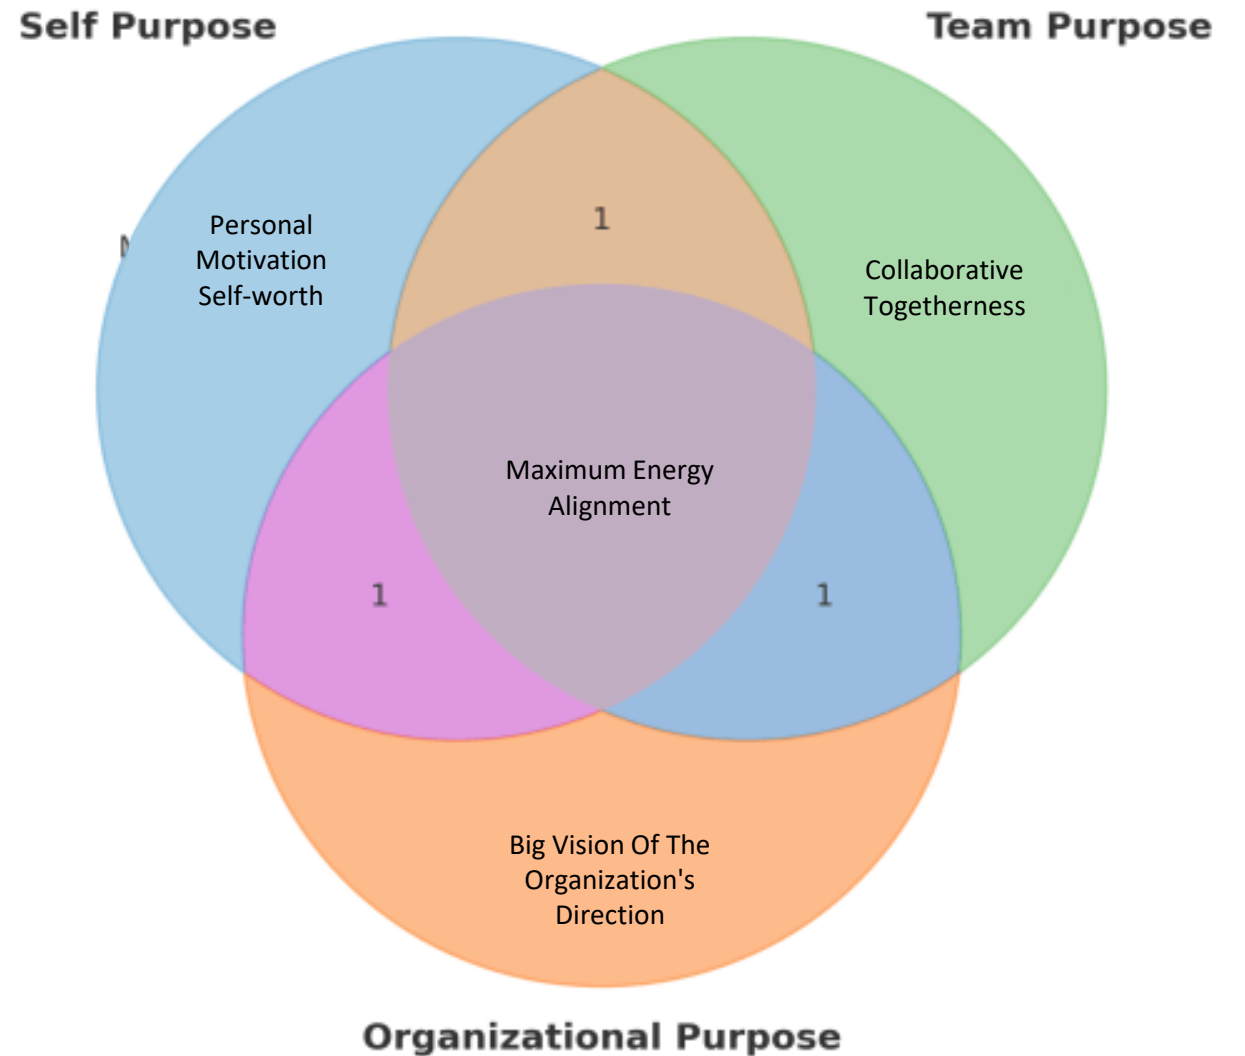 Self Purpose
Team Purpose
1
Personal
Motivation
Self-worth
Collaborative
Togetherness
Maximum Energy
Alignment
1
1
Big Vision Of The
Organization's
Direction
Organizational Purpose